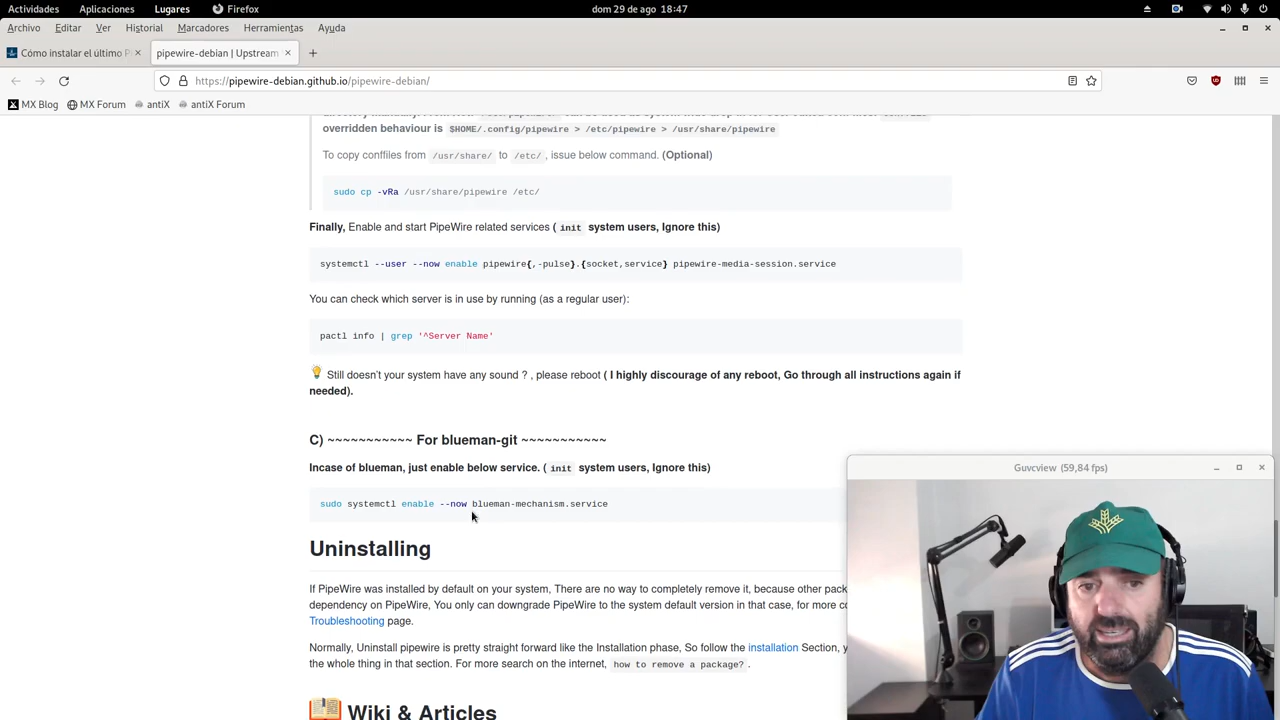 Actividades Aplicaciones Lugares Firefox dom 29 de ago 18:47
Archivo Editar Ver Historial Marcadores Herramientas Ayuda
Cómo instalar el último P pipewire-debian | Upstream
https://pipewire-debian.github.io/pipewire-debian/
MX Blog MX Forum antiX antiX Forum
overridden behaviour is $HOME/.config/pipewire > /etc/pipewire > /usr/share/pipewire
To copy conffiles from /usr/share/ to /etc/ , issue below command. (Optional)
sudo cp -vRa /usr/share/pipewire /etc/
Finally, Enable and start PipeWire related services ( init system users, Ignore this)
systemctl --user --now enable pipewire{,-pulse}.{socket,service} pipewire-media-session.service
You can check which server is in use by running (as a regular user):
pactl info | grep '^Server Name'
Still doesn't your system have any sound ? , please reboot ( I highly discourage of any reboot, Go through all instructions again if
needed).
C) ~~~~~~~~~~~ For blueman-git ~~~~~~~~~~~
Incase of blueman, just enable below service. ( init system users, Ignore this)
Guvcview (59,84 fps)
sudo systemctl enable --now blueman-mechanism.service
Uninstalling
If PipeWire was installed by default on your system, There are no way to completely remove it, because other pack
dependency on PipeWire, You only can downgrade PipeWire to the system default version in that case, for more co
Troubleshooting page.
Normally, Uninstall pipewire is pretty straight forward like the Installation phase, So follow the installation Section, y
the whole thing in that section. For more search on the internet, how to remove a package? .
Wiki & Articles